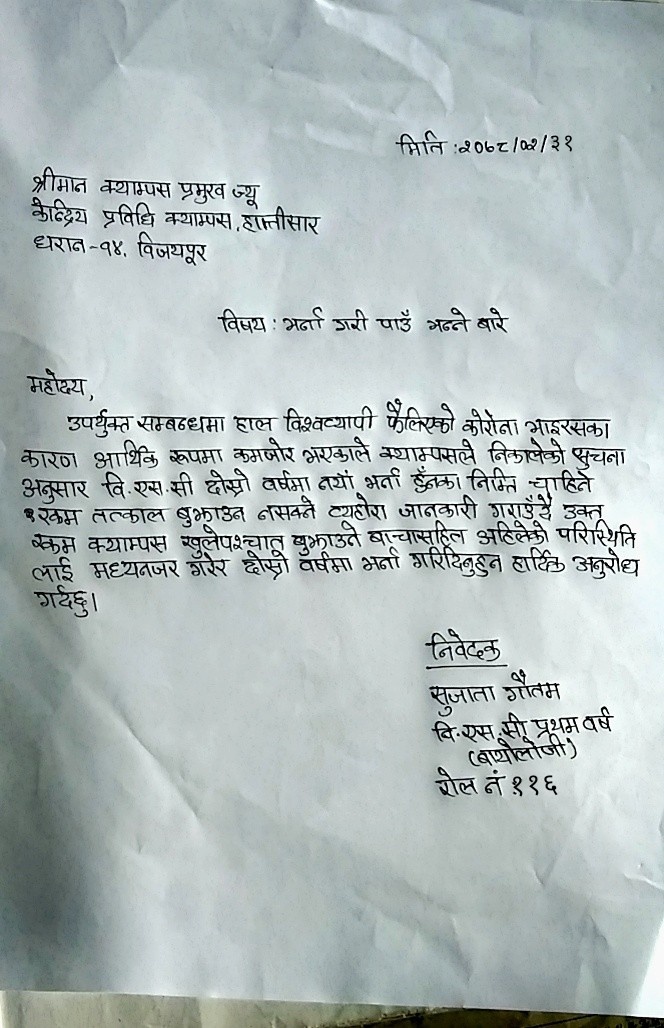 मिति :२०७८/०२/३१
श्रीमान क्याम्पस प्रमुख ज्यू
केन्द्रिय प्रविधि क्याम्पस, हात्तीसार
धरान-१४, विजयपूर
विषय : भर्ना गरी पाउँ भन्ने बारे
महोदय,
उपर्युक्त सम्बन्धमा हाल विश्वव्यापी फैलिएको कोरोना भाइरसका
कारण आर्थिक रूपमा कमजोर भएकाले क्याम्पसले निकालेको सुचना
अनुसार वि.एस.सी दोस्रो वर्षमा नयाँ भर्ना हुँनका निम्ति चाहिने
रकम तत्काल बुझाउन नसक्ने व्यहोरा जानकारी गराउँदै उक्त
रकम क्याम्पस खुलेपश्चात बुझाउने बाचासहित अहिलेको परिस्थिति
लाई मध्यनजर गरेर दोस्रो वर्षमा भर्ना गरिदिनुहुन हार्दिक अनुरोध
गर्दछु।
निवेदक
सुजाता गौतम
वि.एस.सी प्रथम वर्ष
(बायोलोजी)
रोल नं ११६